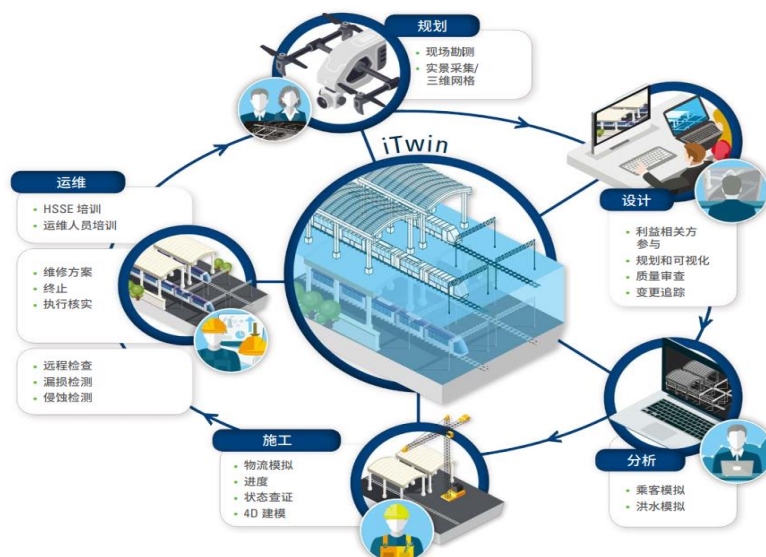 规划
现场勘测
实景采集/
三维网格
iTwin
设计
利益相关方
参与
规划和可视化
质量审查
变更追踪
分析
乘客模拟
洪水模拟
施工
物流模拟
进度
状态查证
4D 建模
运维
HSSE 培训
运维人员培训
维修方案
终止
执行核实
远程检查
漏损检测
侵蚀检测